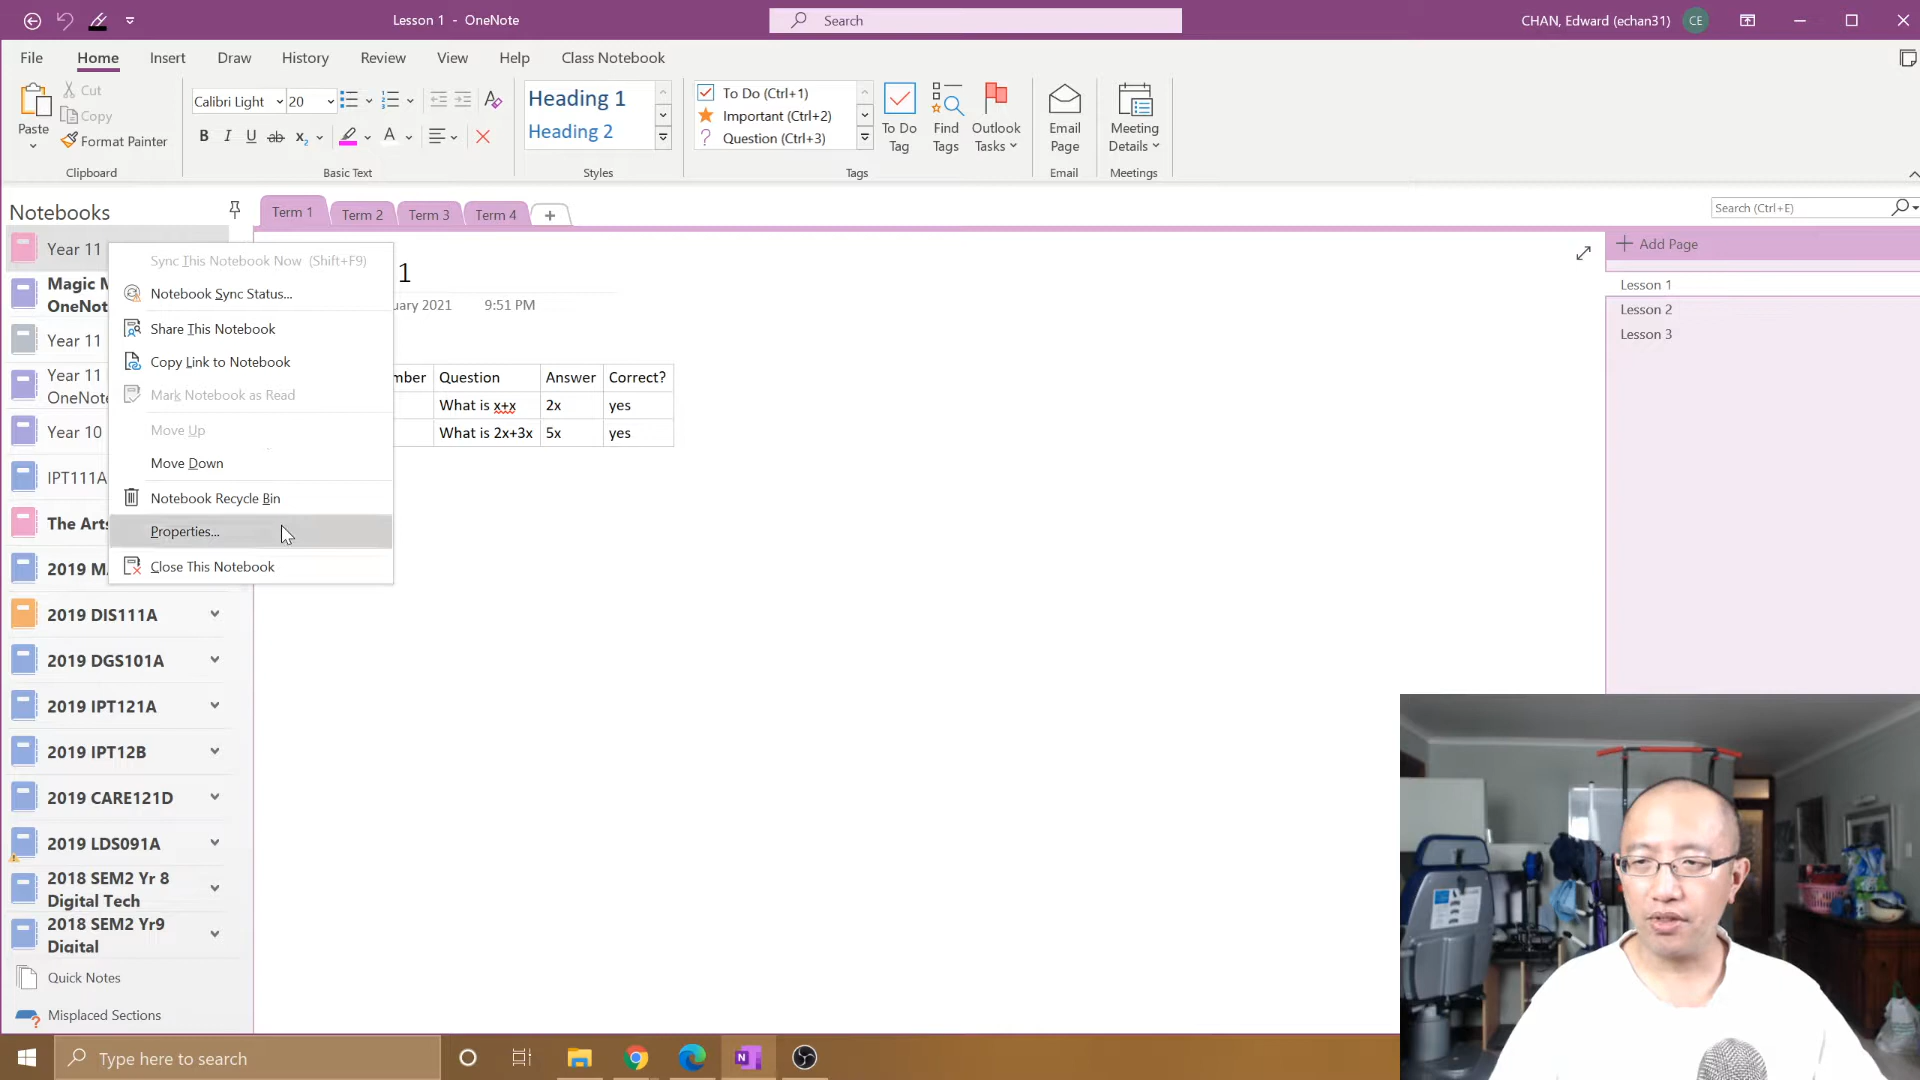 Lesson 1 - OneNote
Search
CHAN, Edward (echan31)
CE
File
Home
Insert
Draw
History
Review
View
Help
Class Notebook
Paste
Cut
Copy
Format Painter
Clipboard
Calibri Light
20
B I U ab x₂ A
Basic Text
Heading 1
Heading 2
Styles
To Do (Ctrl+1)
Important (Ctrl+2)
Question (Ctrl+3)
To Do
Tag
Find
Tags
Outlook
Tasks
Tags
Email
Page
Email
Meeting
Details
Meetings
Notebooks
Term 1
Term 2
Term 3
Term 4
Search (Ctrl+E)
Year 11
Magic M
OneNot
Year 11
Year 11
OneNote
Year 10
IPT111A
The Arts
2019 MA
2019 DIS111A
2019 DGS101A
2019 IPT121A
2019 IPT12B
2019 CARE121D
2019 LDS091A
2018 SEM2 Yr 8
Digital Tech
2018 SEM2 Yr9
Digital
Quick Notes
Misplaced Sections
Sync This Notebook Now (Shift+F9)
Notebook Sync Status...
Share This Notebook
Copy Link to Notebook
Mark Notebook as Read
Move Up
Move Down
Notebook Recycle Bin
Properties...
Close This Notebook
1
uary 2021 9:51 PM
mber Question Answer Correct?
What is x+x 2x yes
What is 2x+3x 5x yes
Add Page
Lesson 1
Lesson 2
Lesson 3
Type here to search